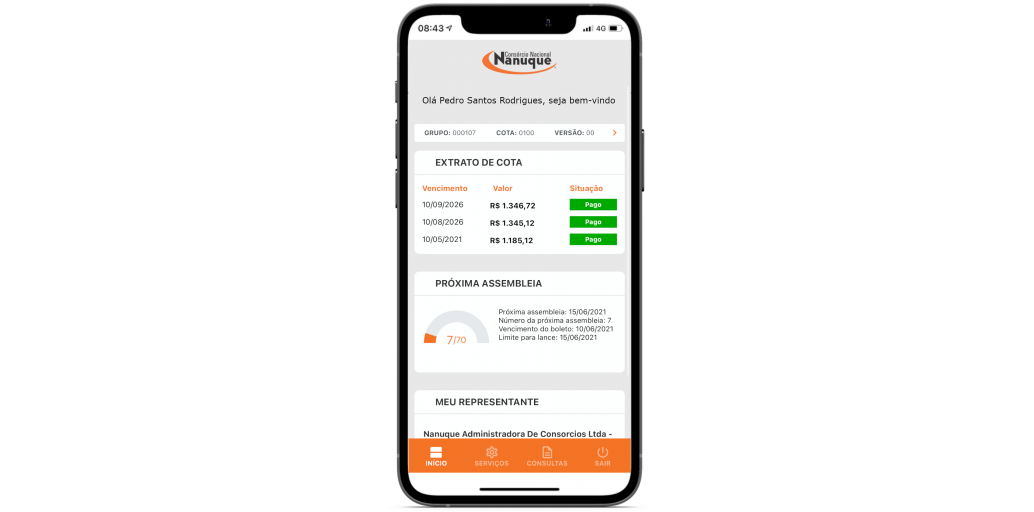 08:43 4G
Consórcio Nacional
Nanuque
Olá Pedro Santos Rodrigues, seja bem-vindo
GRUPO: 000107 COTA: 0100 VERSÃO: 00
EXTRATO DE COTA
Vencimento Valor Situação
10/09/2026 R$ 1.346,72 Pago
10/08/2026 R$ 1.345,12 Pago
10/05/2021 R$ 1.185,12 Pago
PRÓXIMA ASSEMBLEIA
7/70
Próxima assembleia: 15/06/2021
Número da próxima assembleia: 7
Vencimento do boleto: 10/06/2021
Limite para lance: 15/06/2021
MEU REPRESENTANTE
Nanuque Administradora De Consorcios Ltda -
INÍCIO SERVIÇOS CONSULTAS SAIR